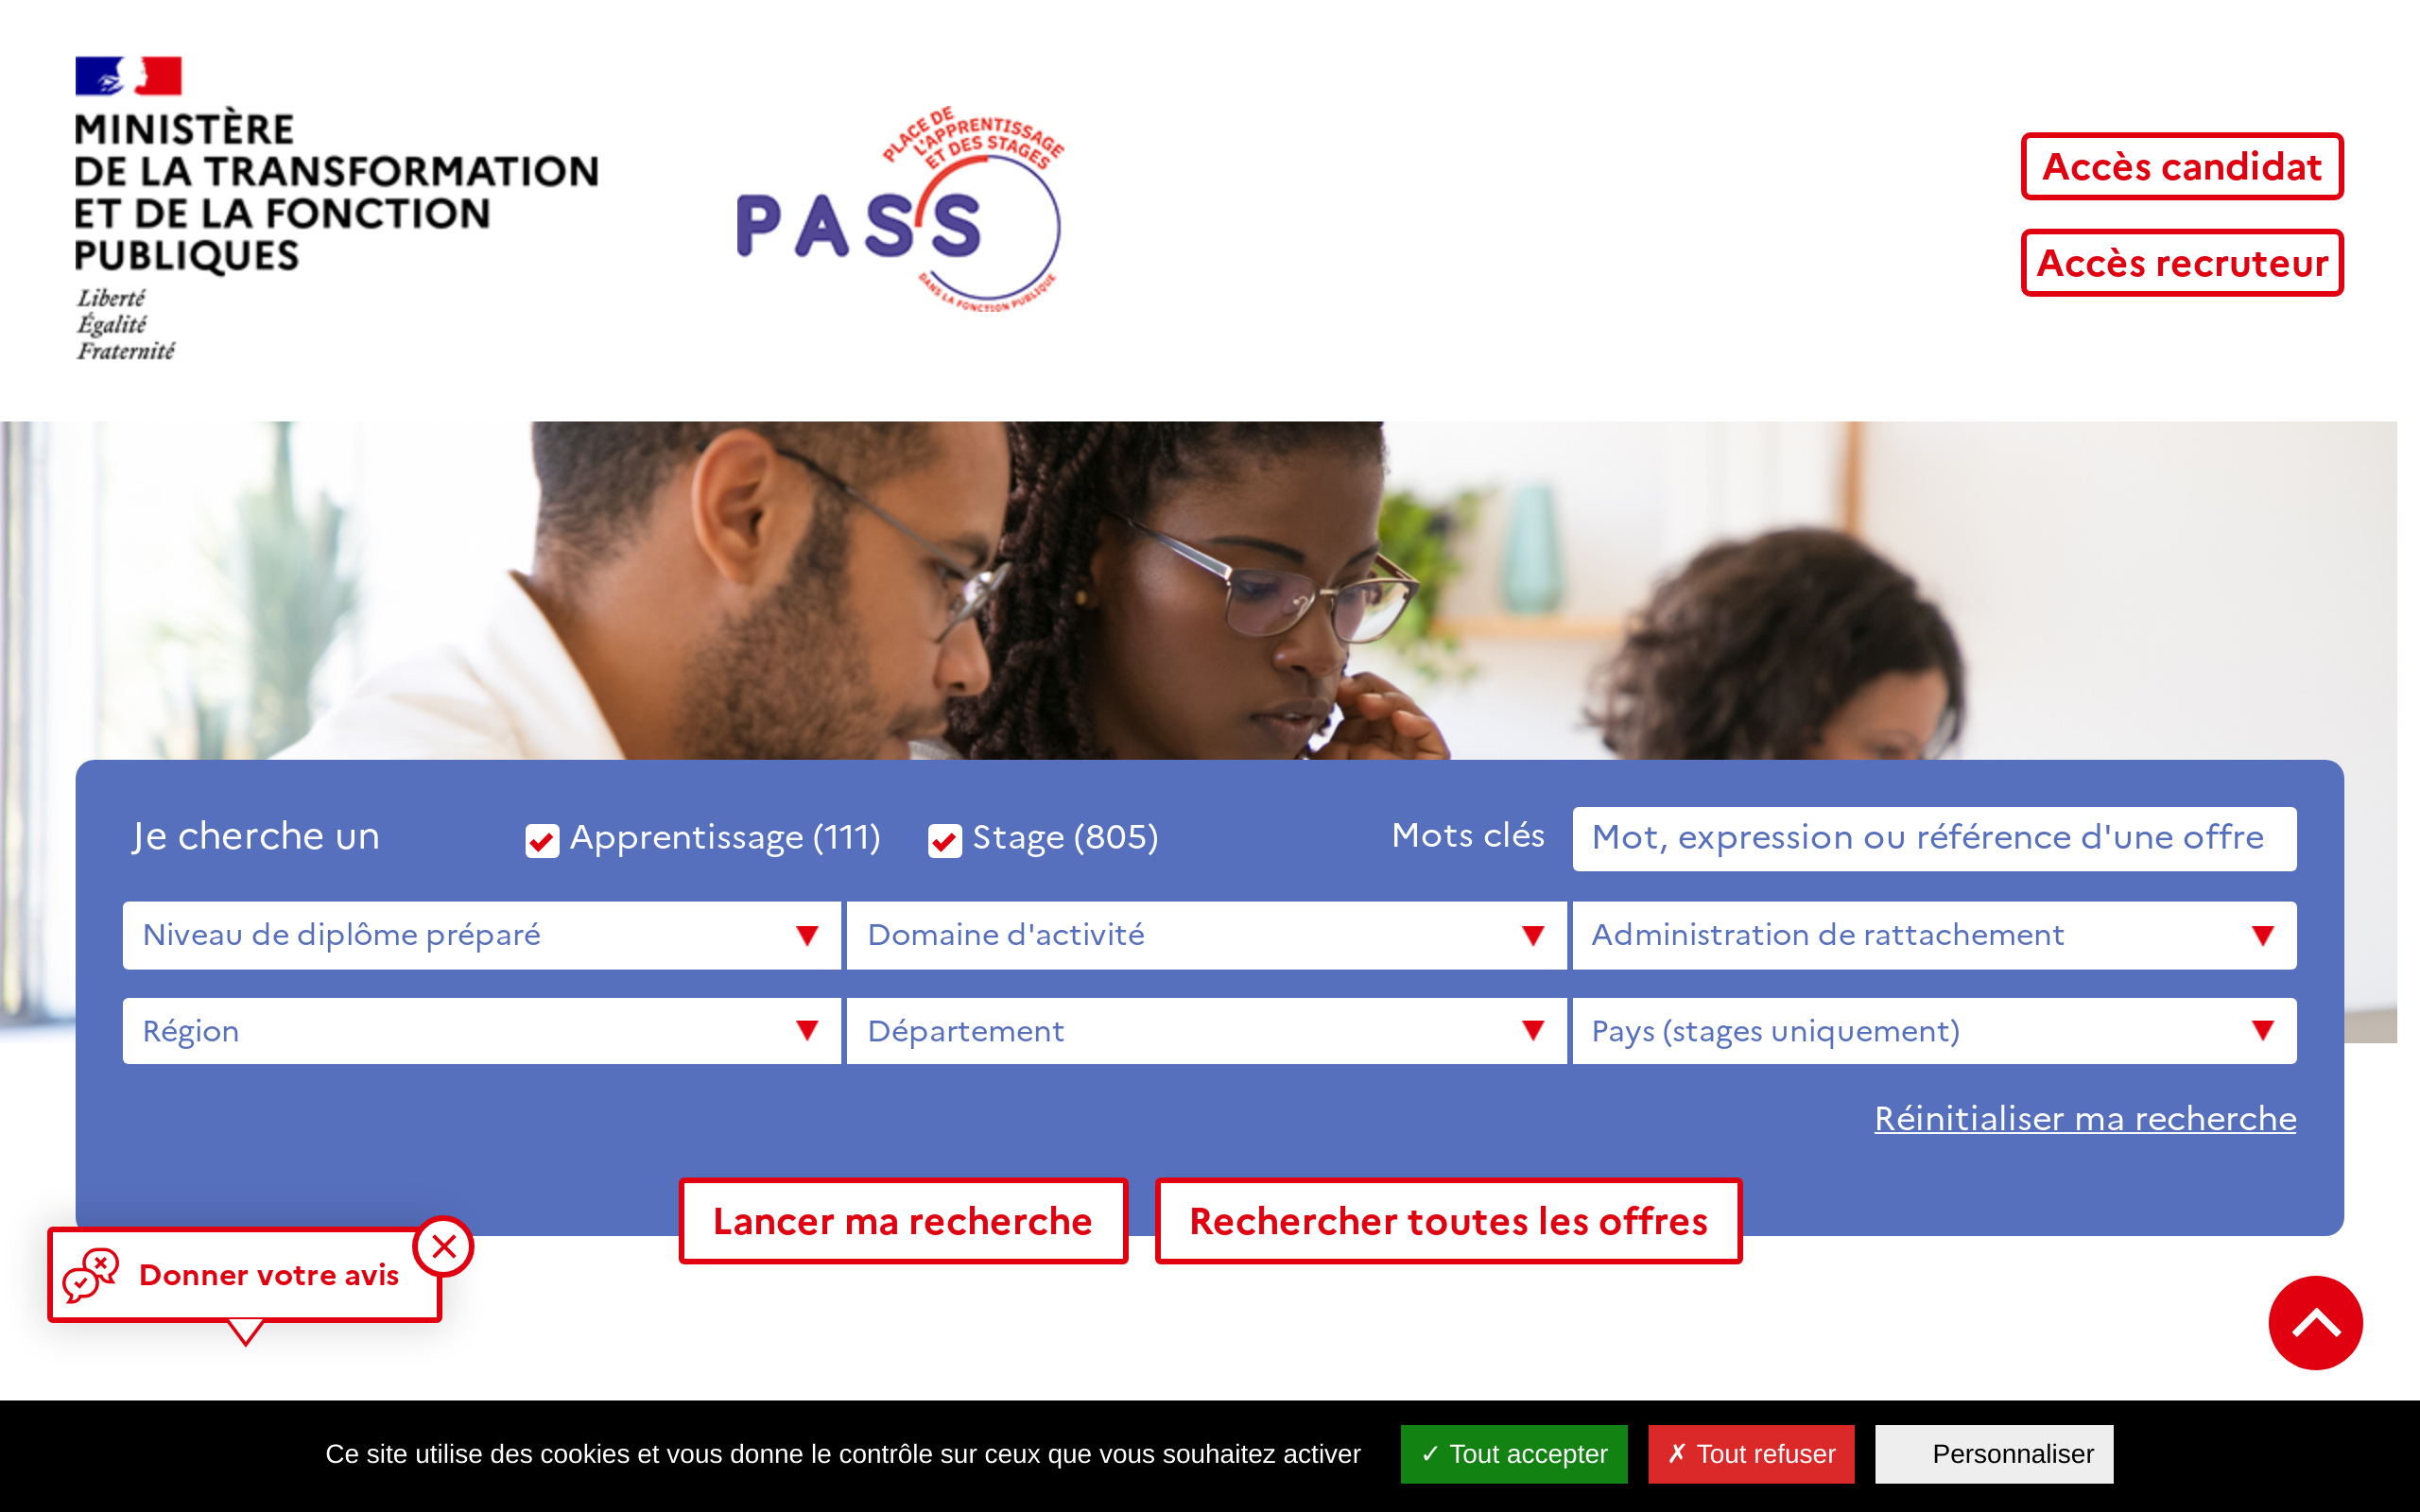 MINISTÈRE
DE LA TRANSFORMATION
ET DE LA FONCTION
PUBLIQUES
Liberté
Égalité
Fraternité
PLACE DE
L'APPRENTISSAGE
ET DES STAGES
PASS
DANS LA FONCTION PUBLIQUE
Accès candidat
Accès recruteur
Je cherche un
Apprentissage (111)
Stage (805)
Mots clés
Mot, expression ou référence d'une offre
Niveau de diplôme préparé
Domaine d'activité
Administration de rattachement
Région
Département
Pays (stages uniquement)
Réinitialiser ma recherche
Lancer ma recherche
Rechercher toutes les offres
Donner votre avis
Ce site utilise des cookies et vous donne le contrôle sur ceux que vous souhaitez activer
✓ Tout accepter
✗ Tout refuser
Personnaliser